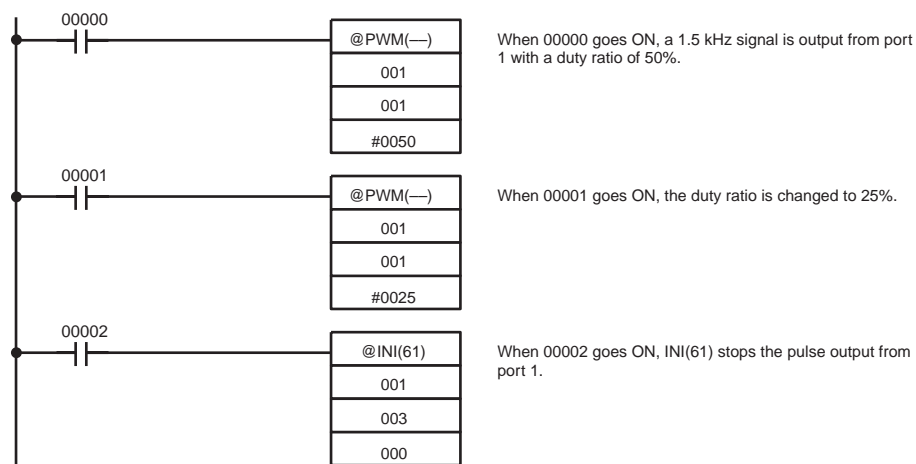 00000
@PWM(––)
001
001
#0050
When 00000 goes ON, a 1.5 kHz signal is output from port
1 with a duty ratio of 50%.
00001
@PWM(––)
001
001
#0025
When 00001 goes ON, the duty ratio is changed to 25%.
00002
@INI(61)
001
003
000
When 00002 goes ON, INI(61) stops the pulse output from
port 1.